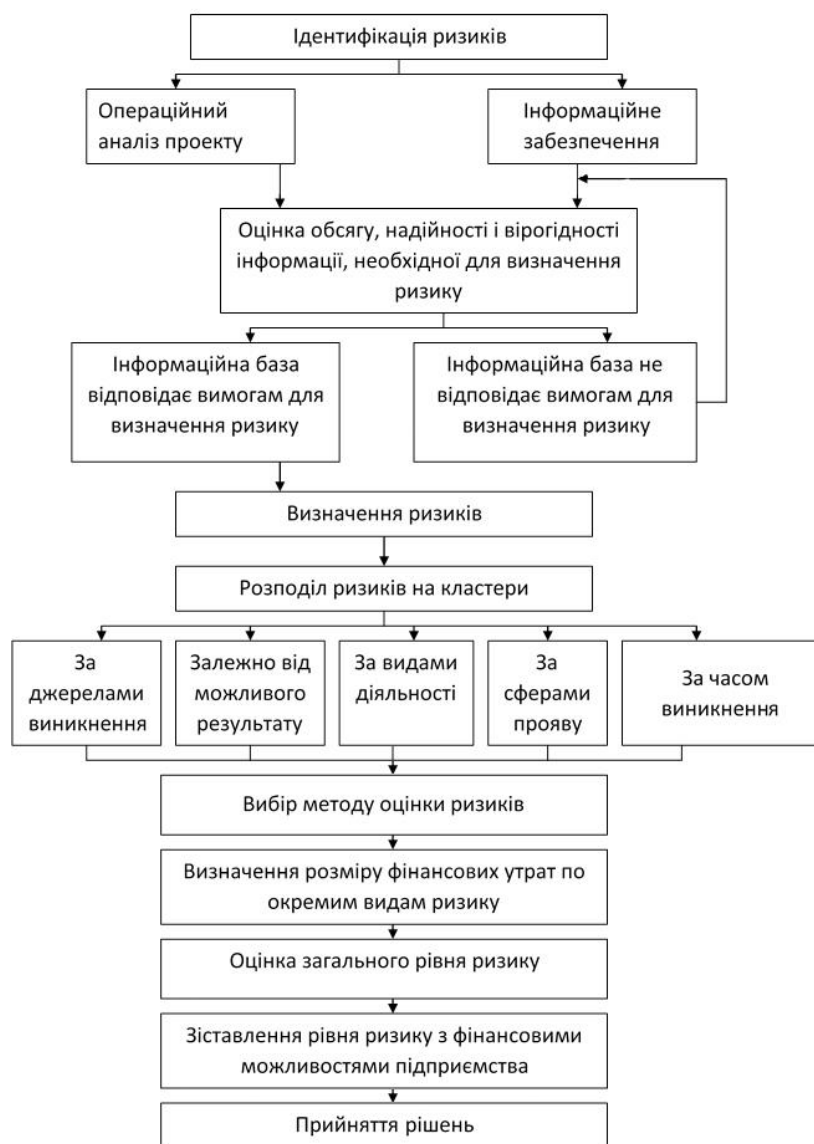 Ідентифікація ризиків
Операційний
аналіз проекту
Інформаційне
забезпечення
Оцінка обсягу, надійності і вірогідності
інформації, необхідної для визначення
ризику
Інформаційна база
відповідає вимогам для
визначення ризику
Інформаційна база не
відповідає вимогам для
визначення ризику
Визначення ризиків
Розподіл ризиків на кластери
За
джерелами
виникнення
Залежно від
можливого
результату
За видами
діяльності
За
сферами
прояву
За часом
виникнення
Вибір методу оцінки ризиків
Визначення розміру фінансових утрат по
окремим видам ризику
Оцінка загального рівня ризику
Зіставлення рівня ризику з фінансовими
можливостями підприємства
Прийняття рішень